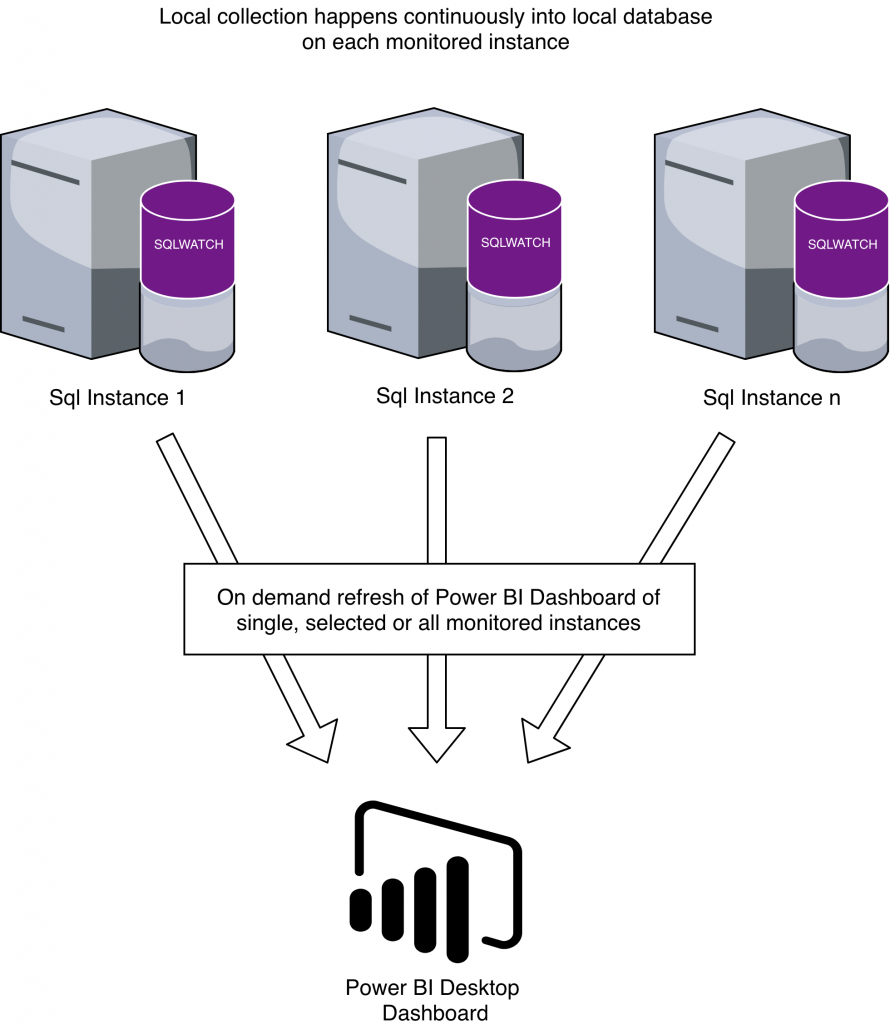 Local collection happens continuously into local database
on each monitored instance
SQLWATCH
SQLWATCH
SQLWATCH
Sql Instance 1
Sql Instance 2
Sql Instance n
On demand refresh of Power BI Dashboard of
single, selected or all monitored instances
Power BI Desktop
Dashboard